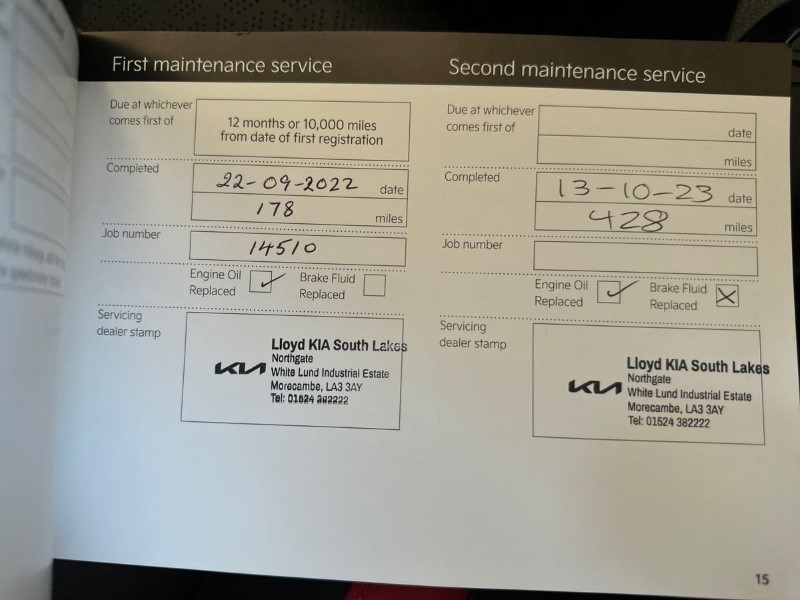 First maintenance service
Due at whichever
comes first of
12 months or 10,000 miles
from date of first registration
Completed
22-09-2022 date
178 miles
Job number
14510
Engine Oil
Replaced
Brake Fluid
Replaced
Servicing
dealer stamp
KIA
Lloyd KIA South Lakes
Northgate
White Lund Industrial Estate
Morecambe, LA3 3AY
Tel: 01524 382222
Second maintenance service
Due at whichever
comes first of
date
miles
Completed
13-10-23 date
428 miles
Job number
Engine Oil
Replaced
Brake Fluid
Replaced
Servicing
dealer stamp
KIA
Lloyd KIA South Lakes
Northgate
White Lund Industrial Estate
Morecambe, LA3 3AY
Tel: 01524 382222
15